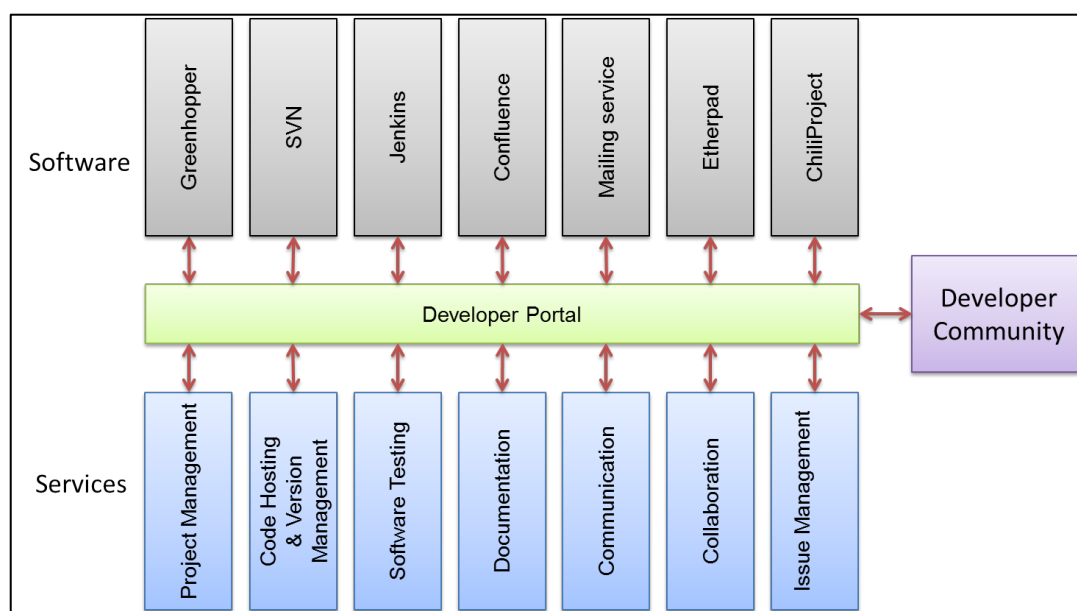 Software
Greenhopper
SVN
Jenkins
Confluence
Mailing service
Etherpad
ChiliProject
Developer Portal
Developer
Community
Services
Project Management
Code Hosting
& Version
Management
Software Testing
Documentation
Communication
Collaboration
Issue Management